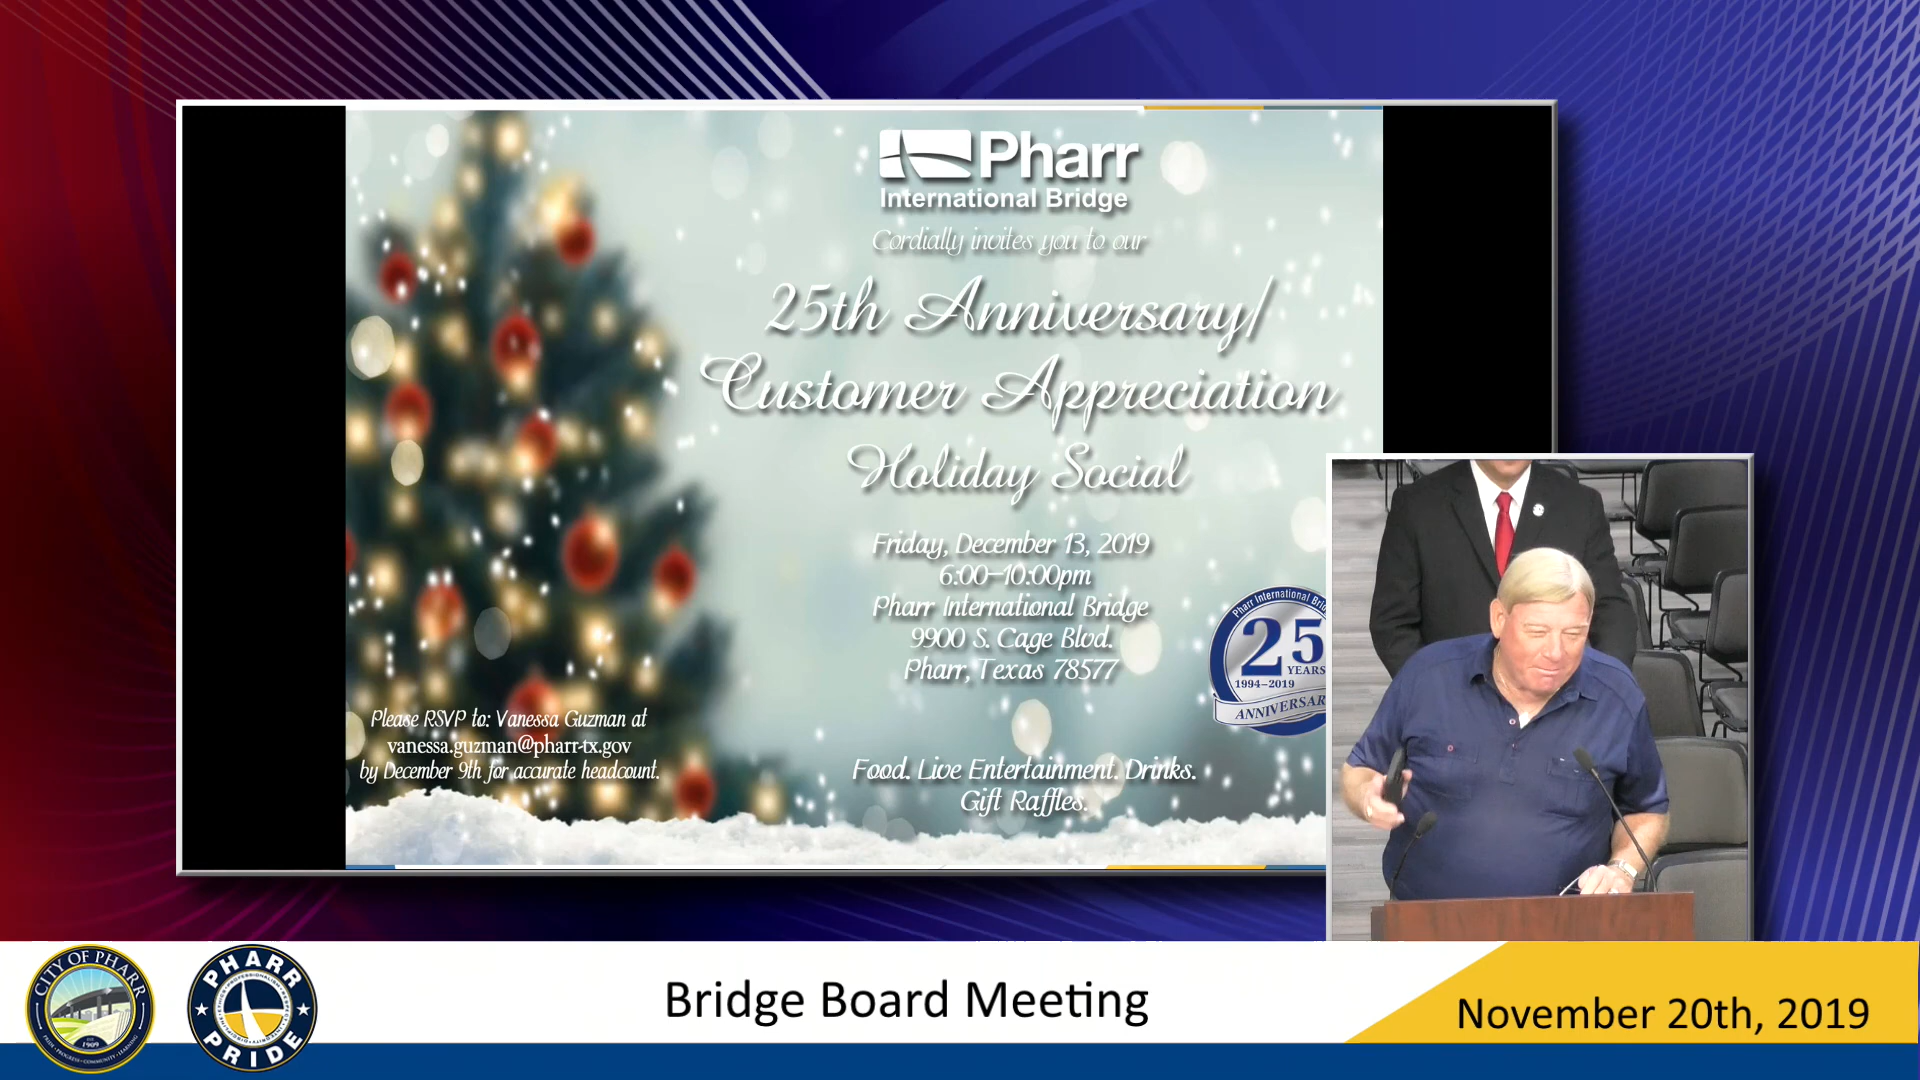 Pharr
International Bridge
Cordially invites you to our
25th Anniversary/
Customer Appreciation
Holiday Social
Friday, December 13, 2019
6:00-10:00pm
Pharr International Bridge
9900 S. Cage Blvd.
Pharr, Texas 78577
Pharr International
25
YEARS
1994-2019
Please RSVP to: Vanessa Guzman at
vanessa.guzman@pharr-tx.gov
by December 9th for accurate headcount.
Food. Live Entertainment. Drinks.
Gift Raffles.
CITY OF PHARR
1909
PHARR
PRIDE
Bridge Board Meeting
November 20th, 2019